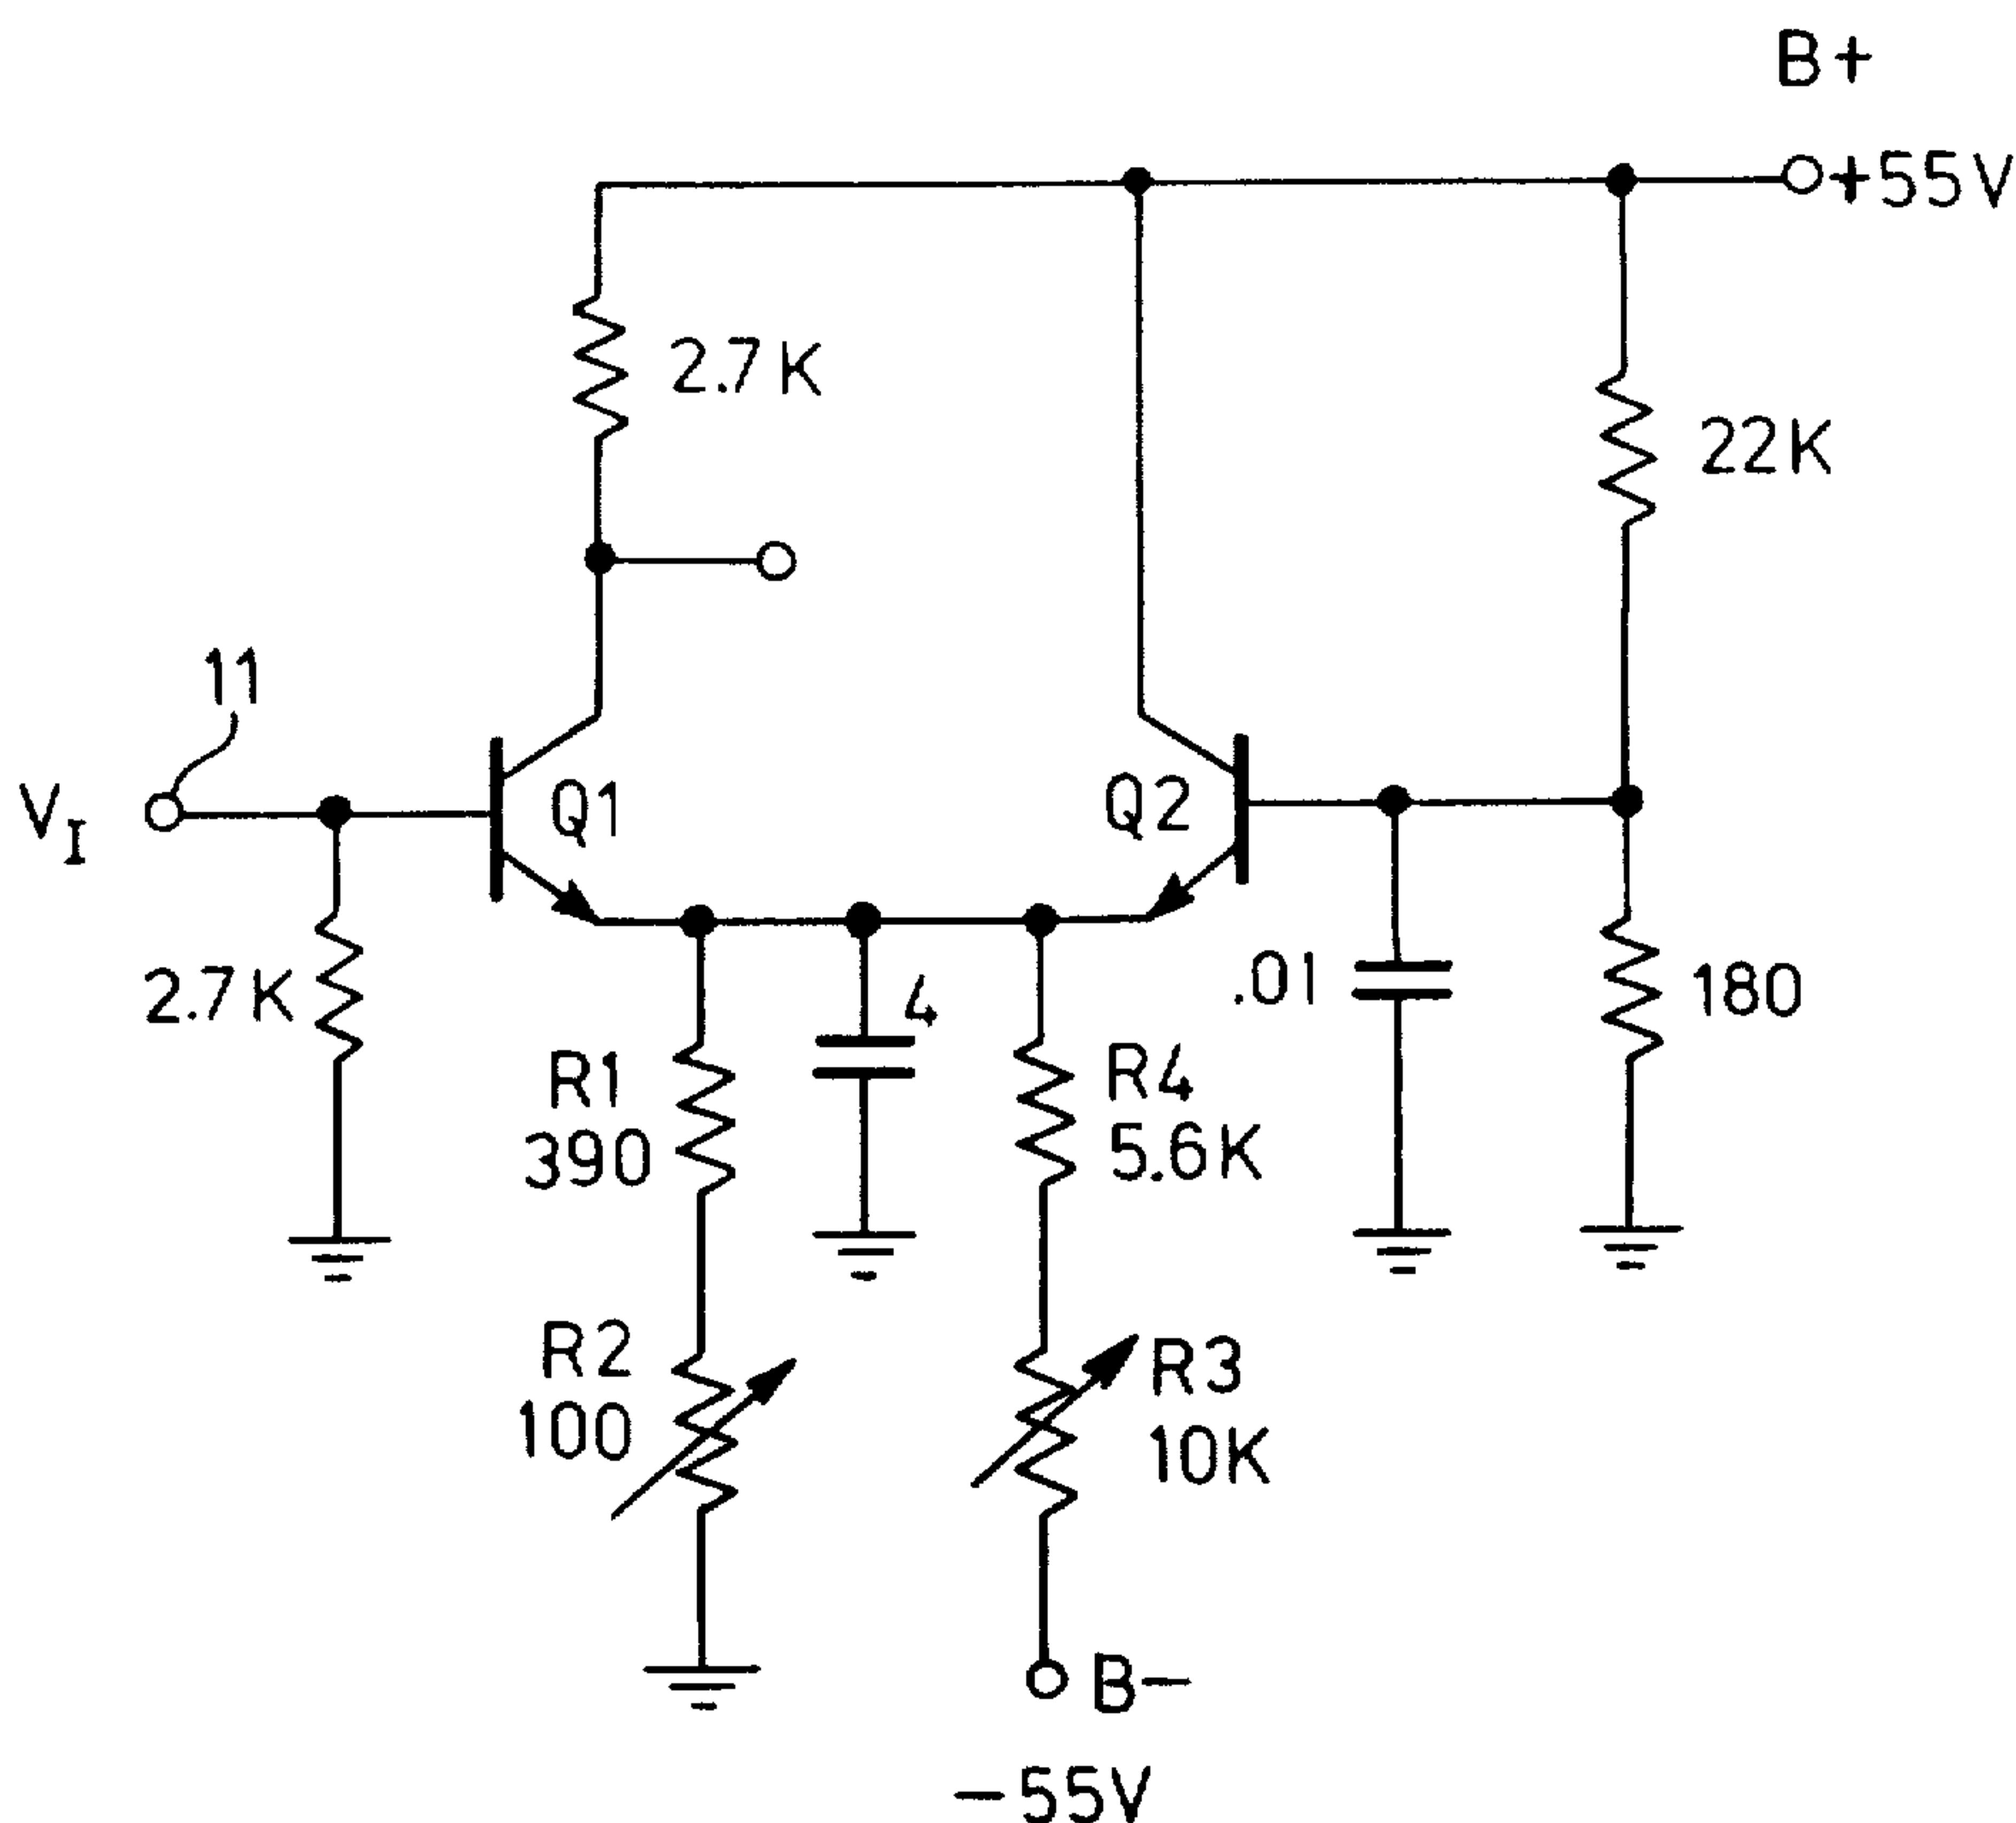 B+
+55V
2.7K
22K
11
V_I
Q1
Q2
2.7K
4
.01
180
R1
390
R4
5.6K
R2
100
R3
10K
B-
-55V